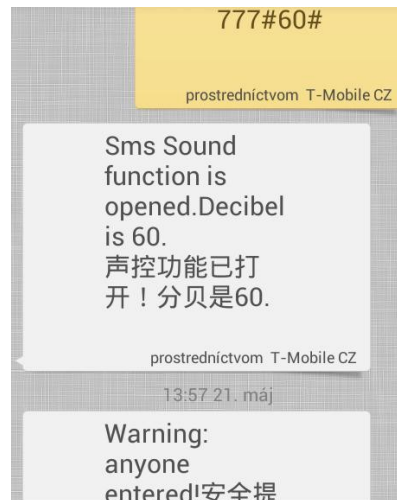 777#60#
prostredníctvom T-Mobile CZ
Sms Sound
function is
opened.Decibel
is 60.
声控功能已打
开！分贝是60.
prostredníctvom T-Mobile CZ
13:57 21. máj
Warning:
anyone
entered!安全提